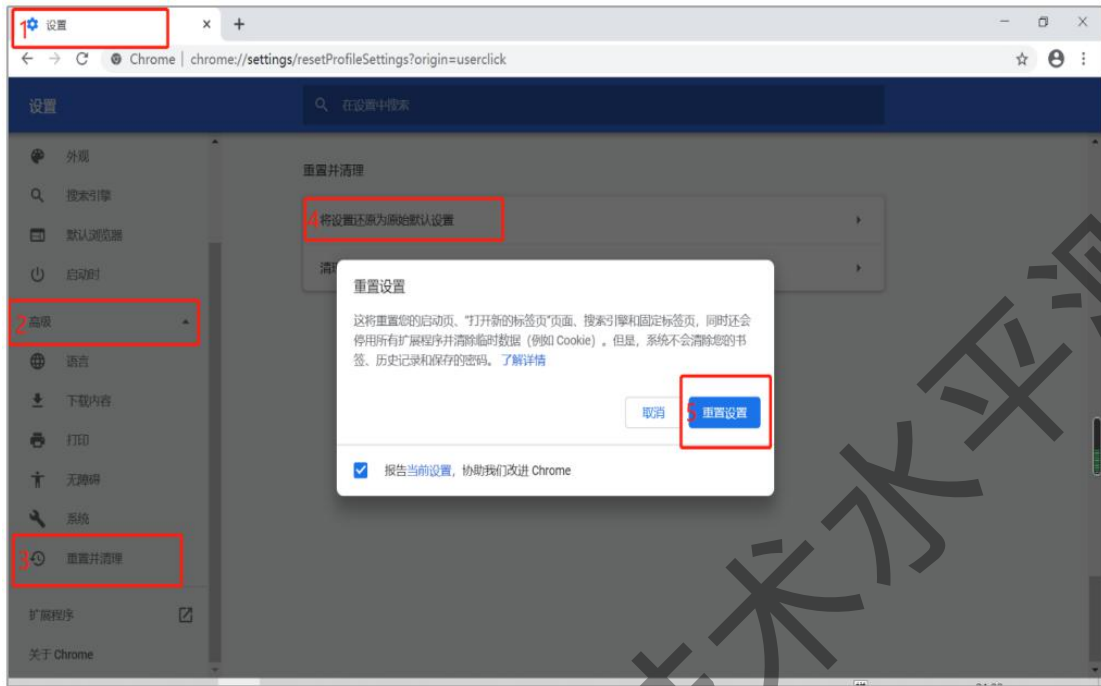 1 设置
Chrome | chrome://settings/resetProfileSettings?origin=userclick
设置
在设置中搜索
外观
搜索引擎
默认浏览器
启动时
2 高级
语言
下载内容
打印
无障碍
系统
3 重置并清理
扩展程序
关于 Chrome
重置并清理
4 将设置还原为原始默认设置
清理
重置设置
这将重置您的启动页、“打开新的标签页”页面、搜索引擎和固定标签页，同时还会
停用所有扩展程序并清除临时数据（例如 Cookie）。但是，系统不会清除您的书
签、历史记录和保存的密码。 了解详情
取消
5 重置设置
报告当前设置，协助我们改进 Chrome
术水平测